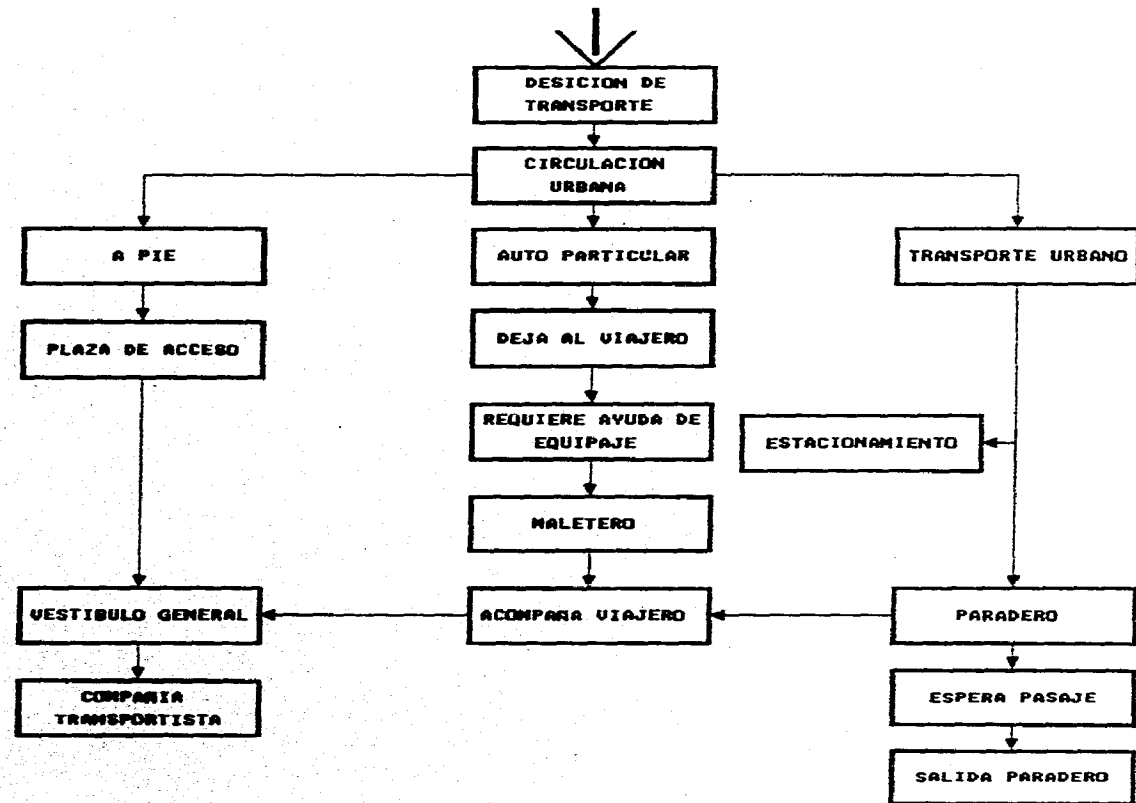 DESICION DE
TRANSPORTE
CIRCULACION
URBANA
A PIE
AUTO PARTICULAR
TRANSPORTE URBANO
PLAZA DE ACCESO
DEJA AL VIAJERO
REQUIERE AYUDA DE
EQUIPAJE
ESTACIONAMIENTO
MALETERO
VESTIBULO GENERAL
ACOMPAÑA VIAJERO
PARADERO
COMPAÑIA
TRANSPORTISTA
ESPERA PASAJE
SALIDA PARADERO